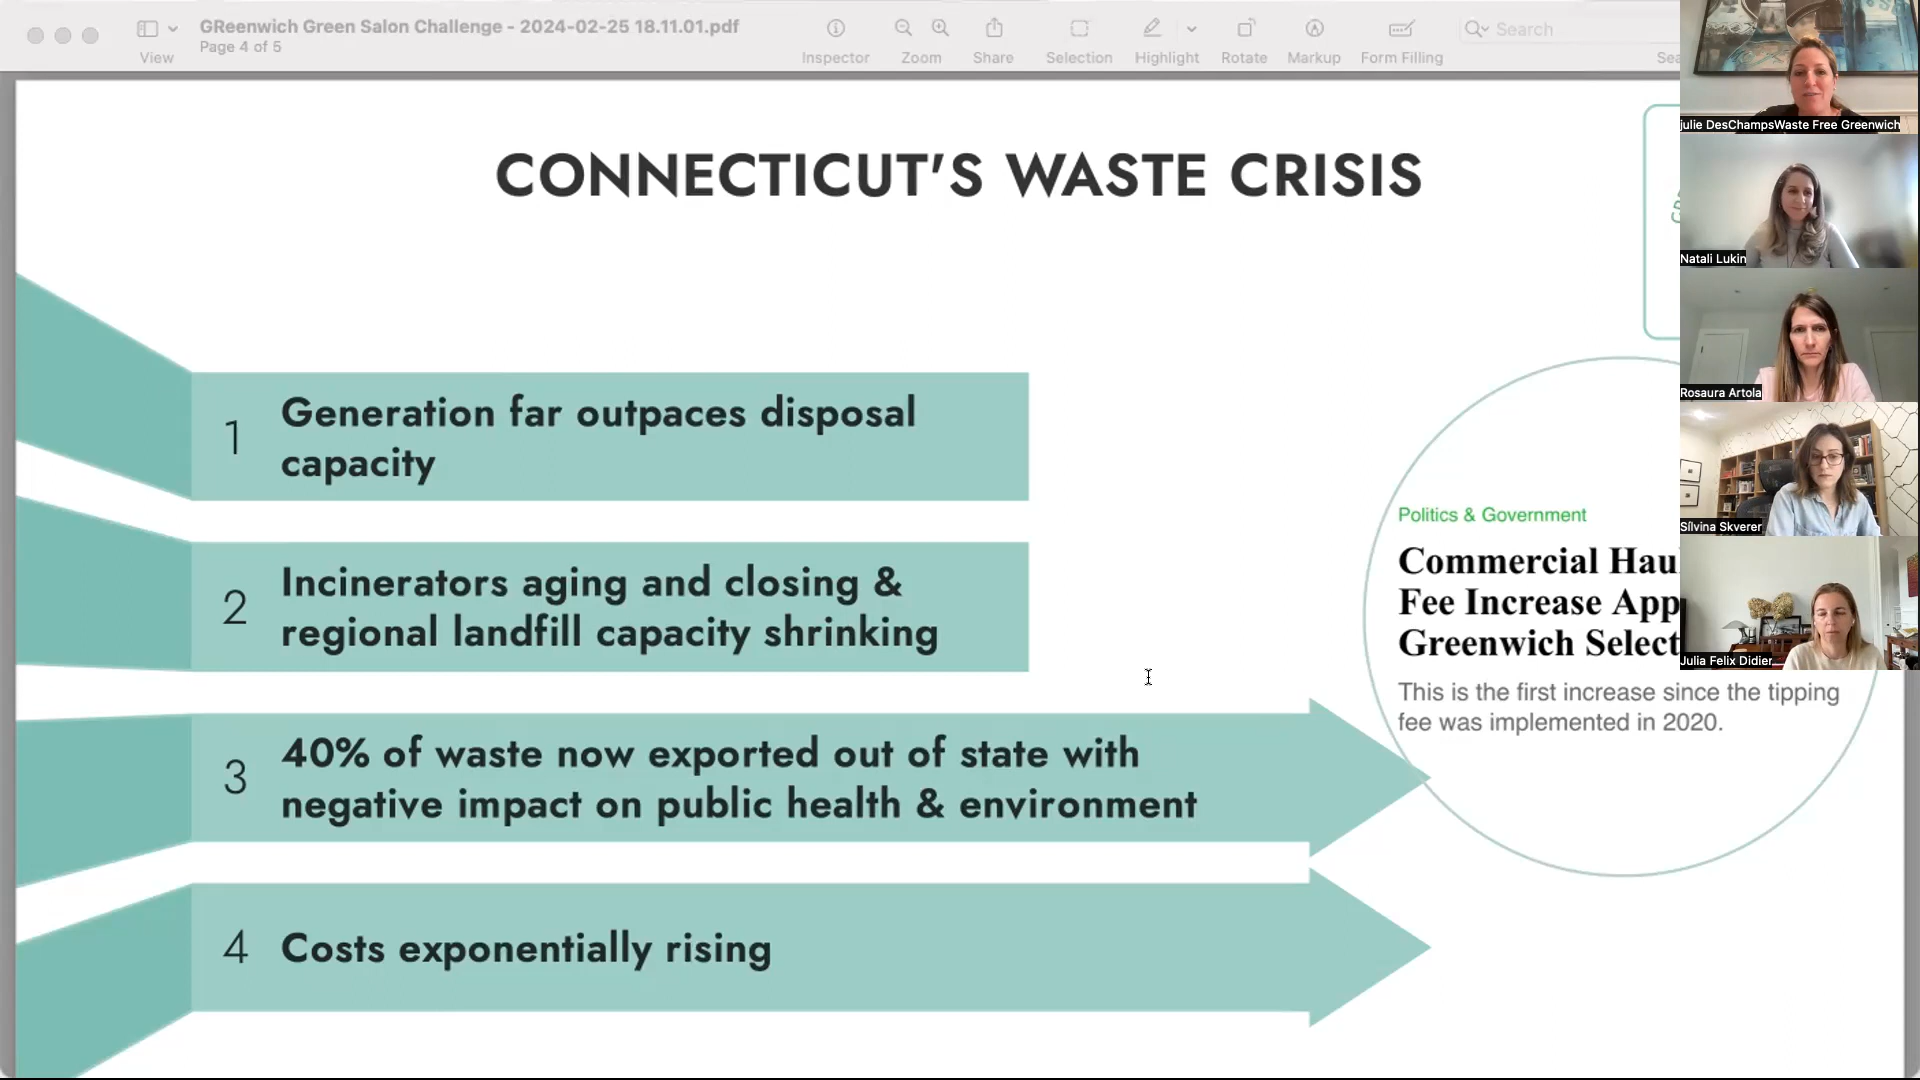 GReenwich Green Salon Challenge - 2024-02-25 18.11.01.pdf
Page 4 of 5
View
Inspector
Zoom
Share
Selection
Highlight
Rotate
Markup
Form Filling
Search
CONNECTICUT'S WASTE CRISIS
1
Generation far outpaces disposal
capacity
2
Incinerators aging and closing &
regional landfill capacity shrinking
3
40% of waste now exported out of state with
negative impact on public health & environment
4
Costs exponentially rising
Politics & Government
Commercial Hau
Fee Increase App
Greenwich Select
This is the first increase since the tipping
fee was implemented in 2020.
julie DesChampsWaste Free Greenwich
Natali Lukin
Rosaura Artola
Silvina Skverer
Julia Felix Didier